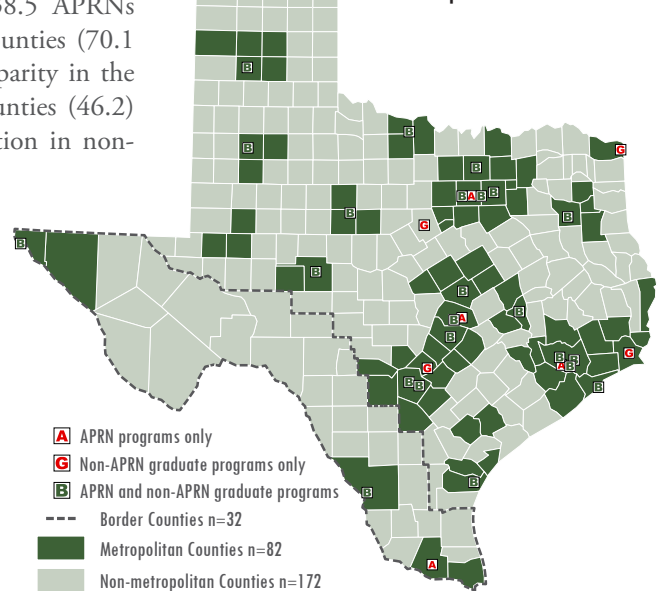 58.5 APRNs
unties (70.1
parity in the
unties (46.2)
tion in non-
B
B
B
G
B
B A B B
B
G
B
B
B
B
B A
B
B
G
B B
B
B
A B
G
B
B
B
A
A APRN programs only
G Non-APRN graduate programs only
B APRN and non-APRN graduate programs
Border Counties n=32
Metropolitan Counties n=82
Non-metropolitan Counties n=172